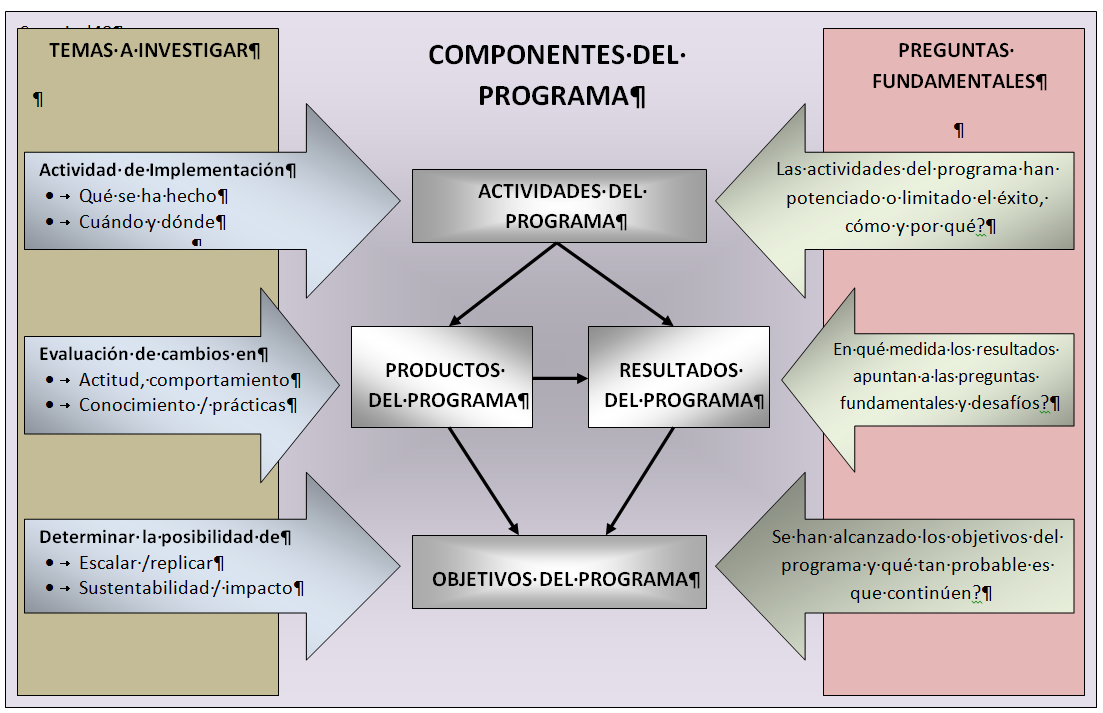 TEMAS A INVESTIGAR¶
¶
Actividad de Implementación¶
• → Qué se ha hecho¶
• → Cuándo y dónde¶
¶
Evaluación de cambios en¶
• → Actitud, comportamiento
• → Conocimiento / prácticas¶
Determinar la posibilidad de¶
• → Escalar /replicar¶
• → Sustentabilidad / impacto¶
COMPONENTES DEL
PROGRAMA¶
ACTIVIDADES DEL
PROGRAMA¶
PRODUCTOS
DEL PROGRAMA¶
RESULTADOS
DEL PROGRAMA¶
OBJETIVOS DEL PROGRAMA¶
PREGUNTAS
FUNDAMENTALES¶
¶
Las actividades del programa han
potenciado o limitado el éxito,
cómo y por qué?¶
En qué medida los resultados
apuntan a las preguntas
fundamentales y desafíos?¶
Se han alcanzado los objetivos del
programa y qué tan probable es
que continúen?¶